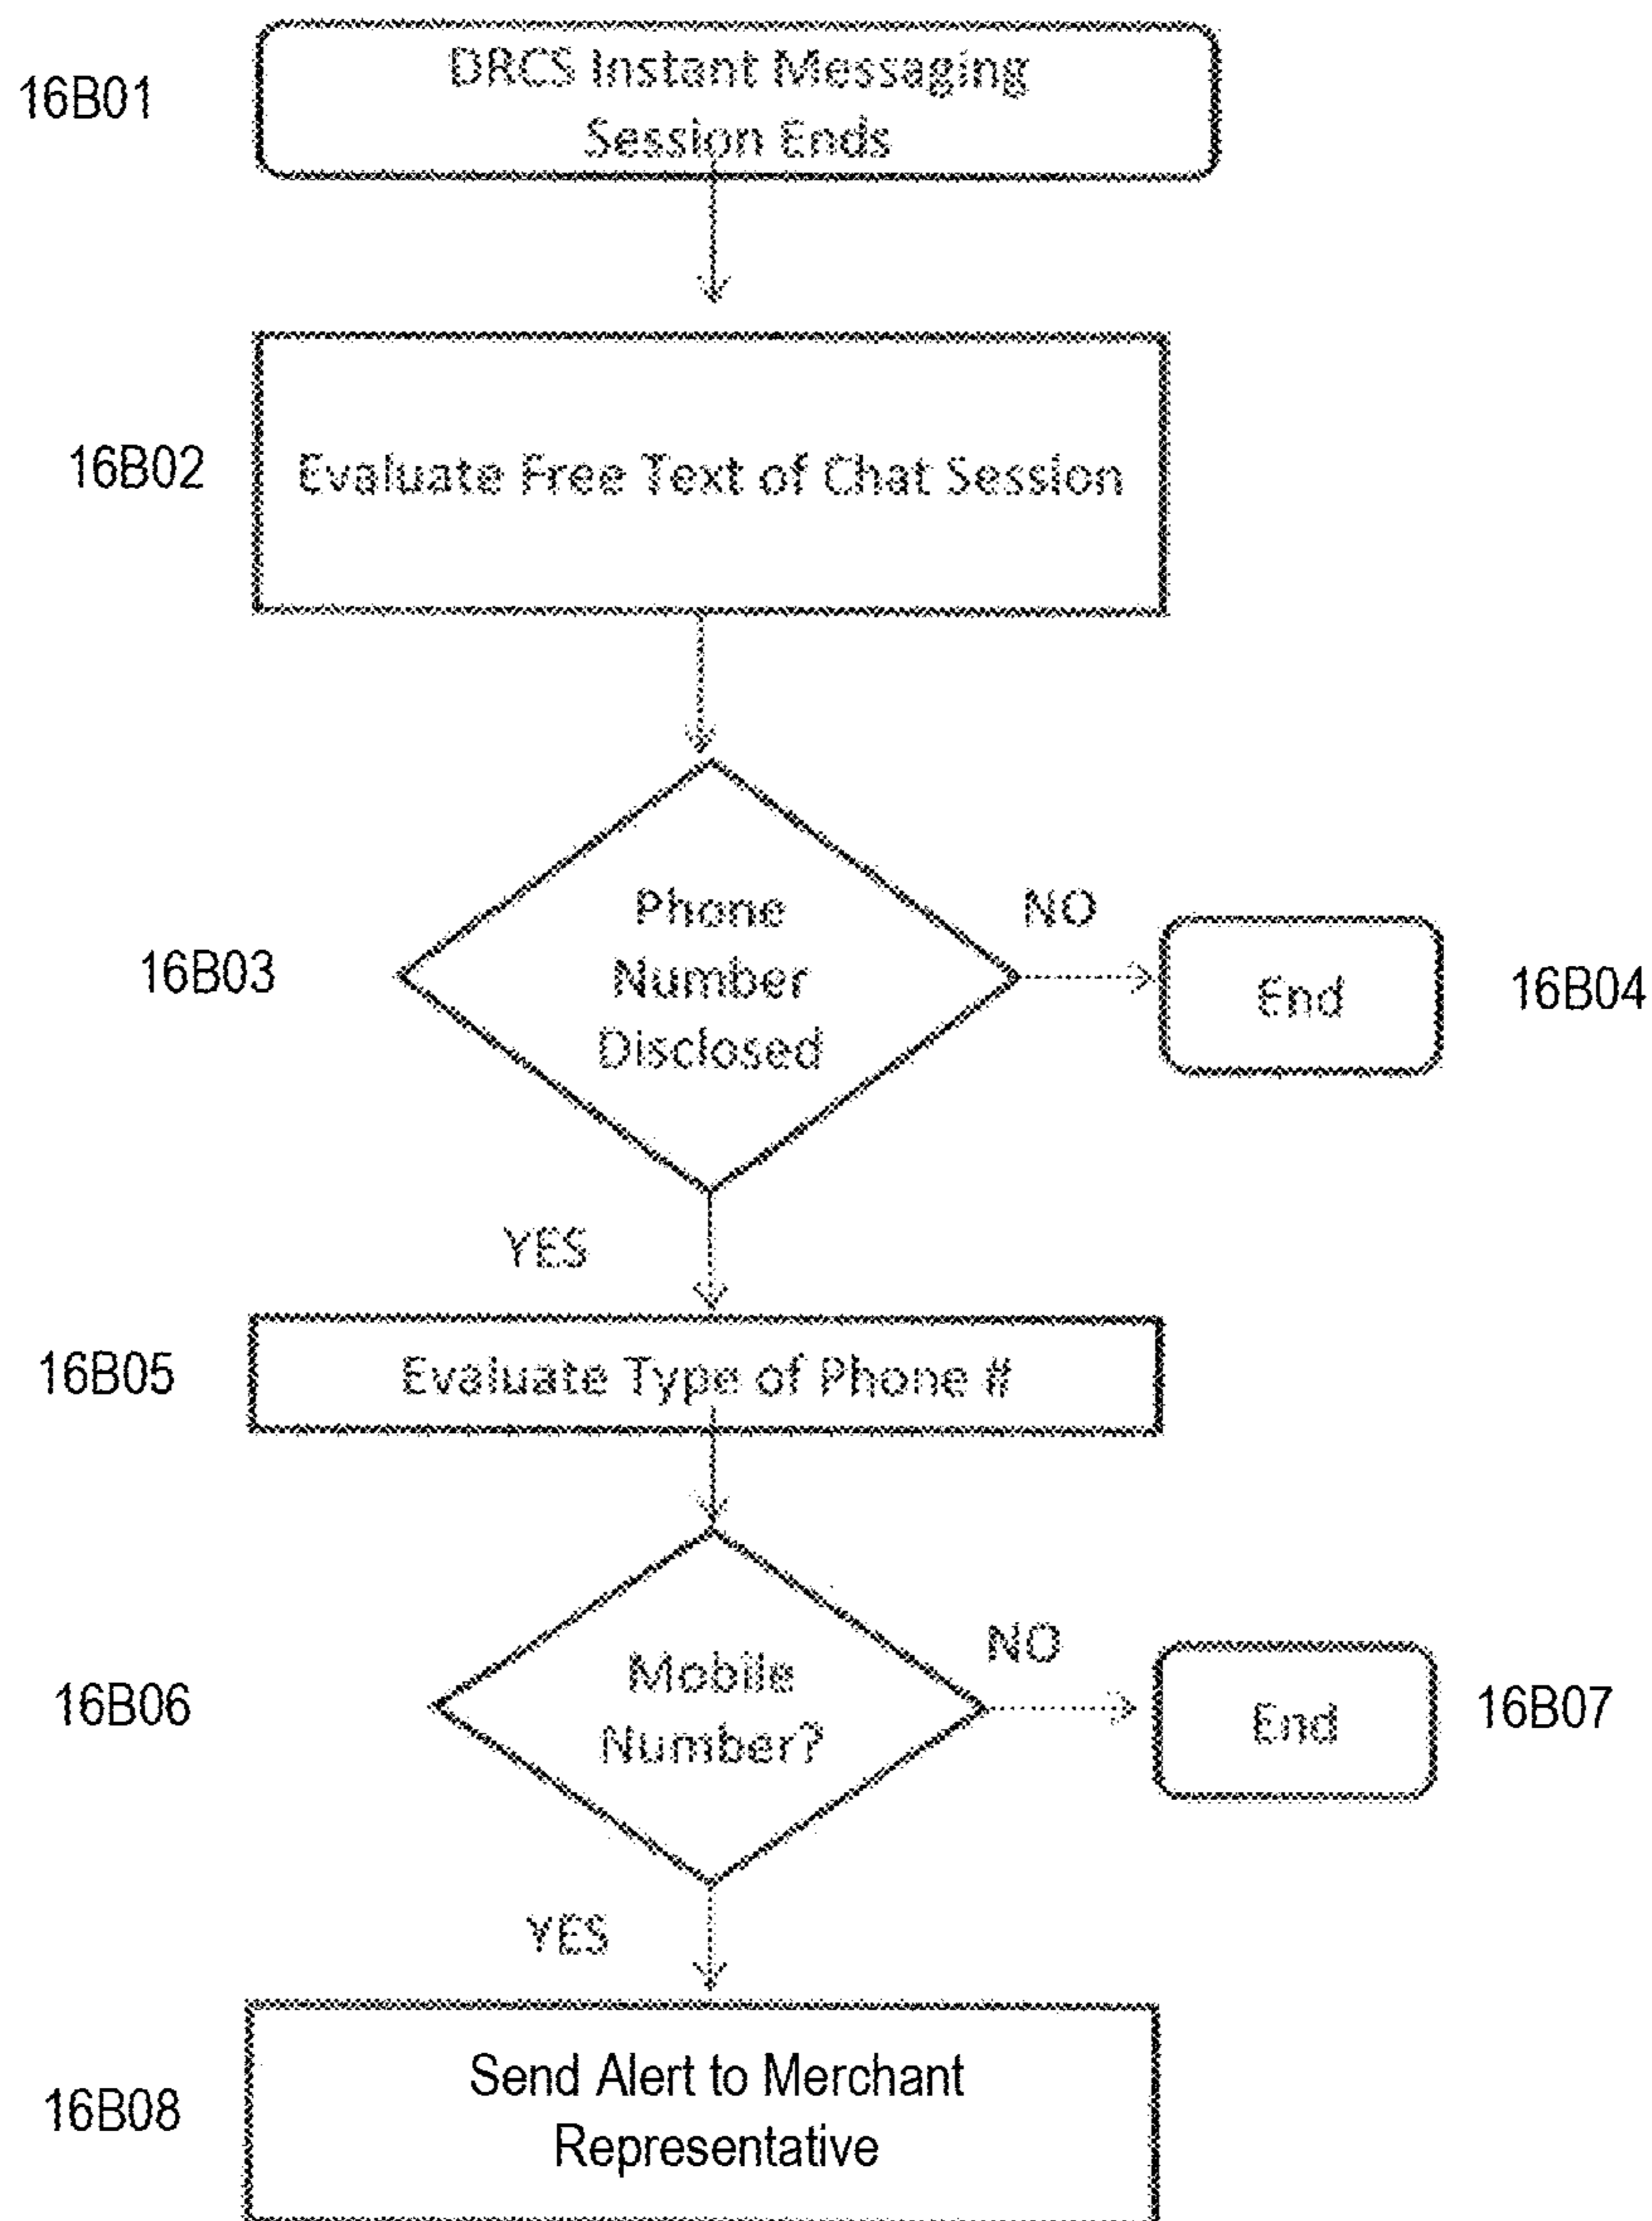 16B01
DRCS Instant Messaging
Session Ends
16B02
Evaluate Free Text of Chat Session
16B03
Phone
Number
Disclosed
NO
End
16B04
YES
16B05
Evaluate Type of Phone #
16B06
Mobile
Number?
NO
End
16B07
YES
16B08
Send Alert to Merchant
Representative